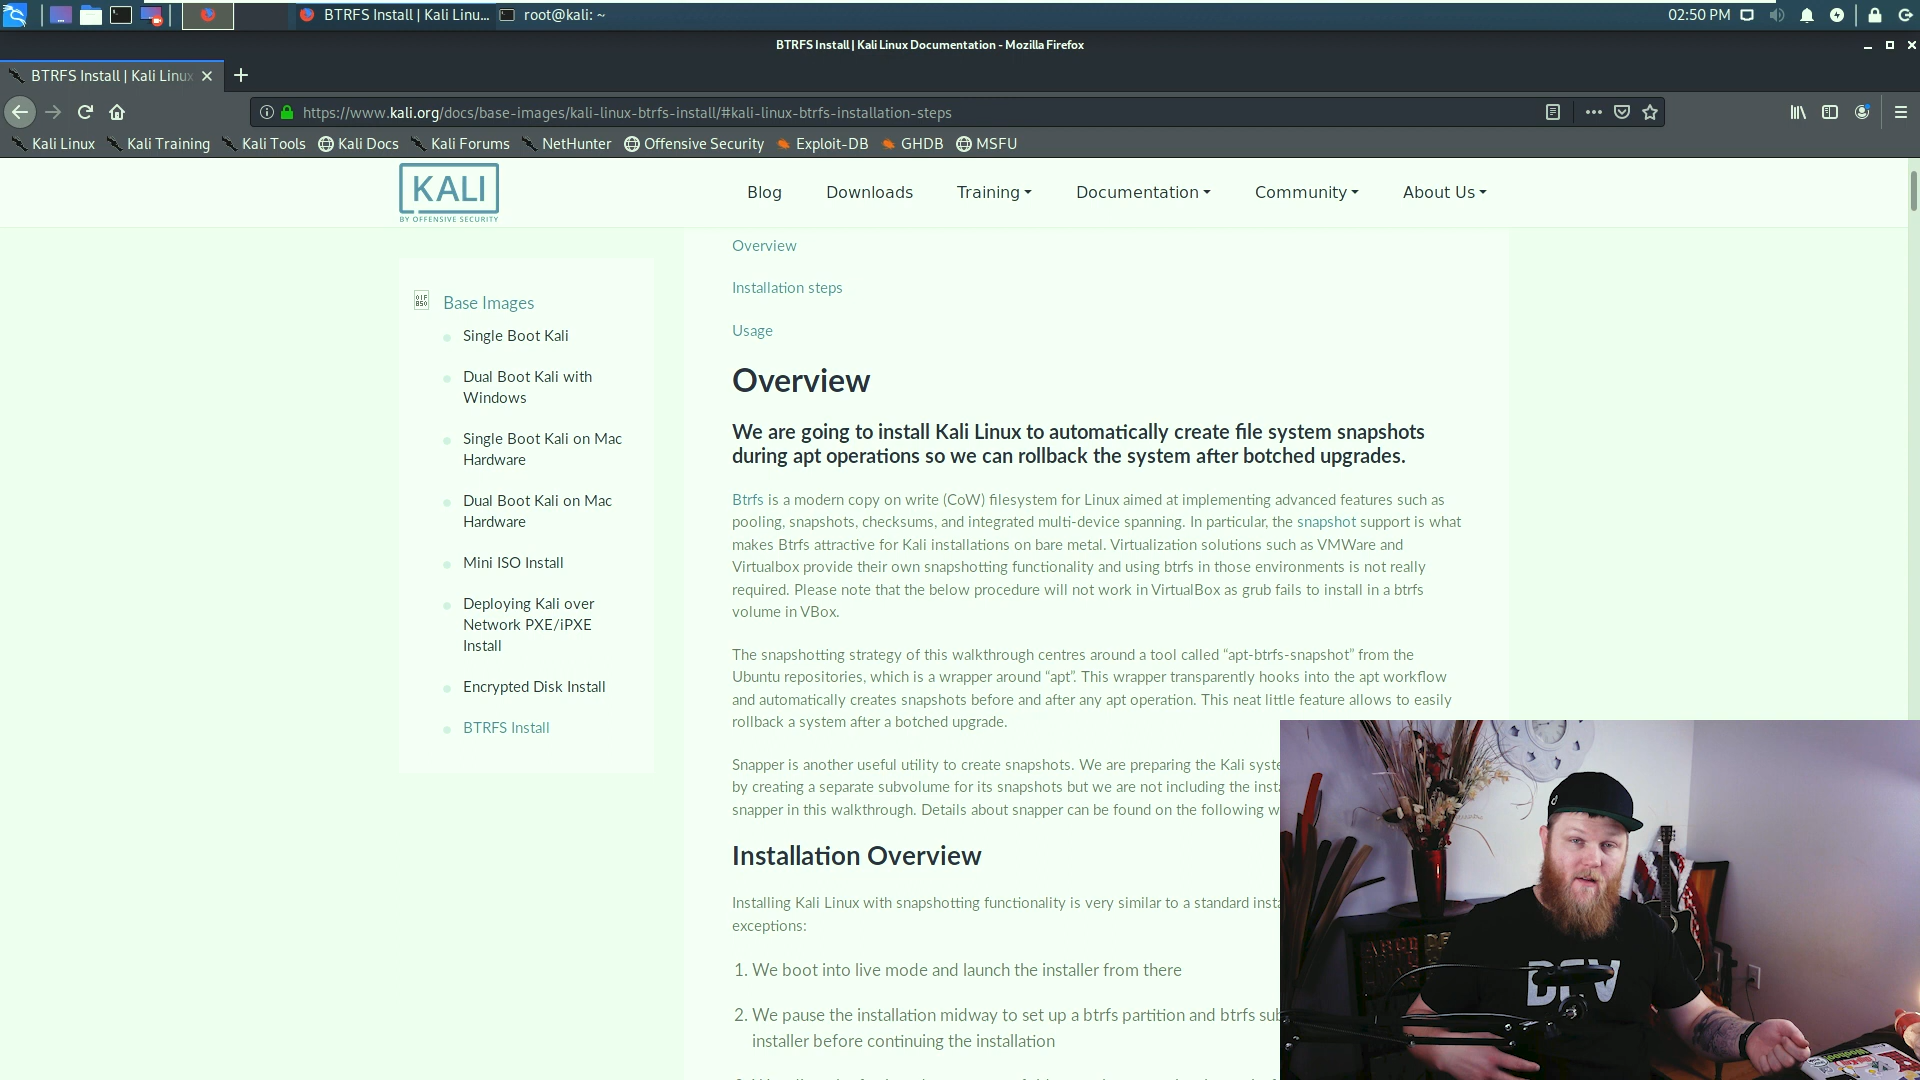 BTRFS Install | Kali Linu...
root@kali: ~
02:50 PM
BTRFS Install | Kali Linux Documentation - Mozilla Firefox
BTRFS Install | Kali Linux
https://www.kali.org/docs/base-images/kali-linux-btrfs-install/#kali-linux-btrfs-installation-steps
Kali Linux
Kali Training
Kali Tools
Kali Docs
Kali Forums
NetHunter
Offensive Security
Exploit-DB
GHDB
MSFU
KALI
BY OFFENSIVE SECURITY
Blog
Downloads
Training
Documentation
Community
About Us
Base Images
Single Boot Kali
Dual Boot Kali with
Windows
Single Boot Kali on Mac
Hardware
Dual Boot Kali on Mac
Hardware
Mini ISO Install
Deploying Kali over
Network PXE/iPXE
Install
Encrypted Disk Install
BTRFS Install
Overview
Installation steps
Usage
Overview
We are going to install Kali Linux to automatically create file system snapshots
during apt operations so we can rollback the system after botched upgrades.
Btrfs is a modern copy on write (CoW) filesystem for Linux aimed at implementing advanced features such as
pooling, snapshots, checksums, and integrated multi-device spanning. In particular, the snapshot support is what
makes Btrfs attractive for Kali installations on bare metal. Virtualization solutions such as VMWare and
Virtualbox provide their own snapshotting functionality and using btrfs in those environments is not really
required. Please note that the below procedure will not work in VirtualBox as grub fails to install in a btrfs
volume in VBox.
The snapshotting strategy of this walkthrough centres around a tool called “apt-btrfs-snapshot” from the
Ubuntu repositories, which is a wrapper around “apt”. This wrapper transparently hooks into the apt workflow
and automatically creates snapshots before and after any apt operation. This neat little feature allows to easily
rollback a system after a botched upgrade.
Snapper is another useful utility to create snapshots. We are preparing the Kali syste
by creating a separate subvolume for its snapshots but we are not including the inst
snapper in this walkthrough. Details about snapper can be found on the following w
Installation Overview
Installing Kali Linux with snapshotting functionality is very similar to a standard insta
exceptions:
1. We boot into live mode and launch the installer from there
2. We pause the installation midway to set up a btrfs partition and btrfs sub
installer before continuing the installation